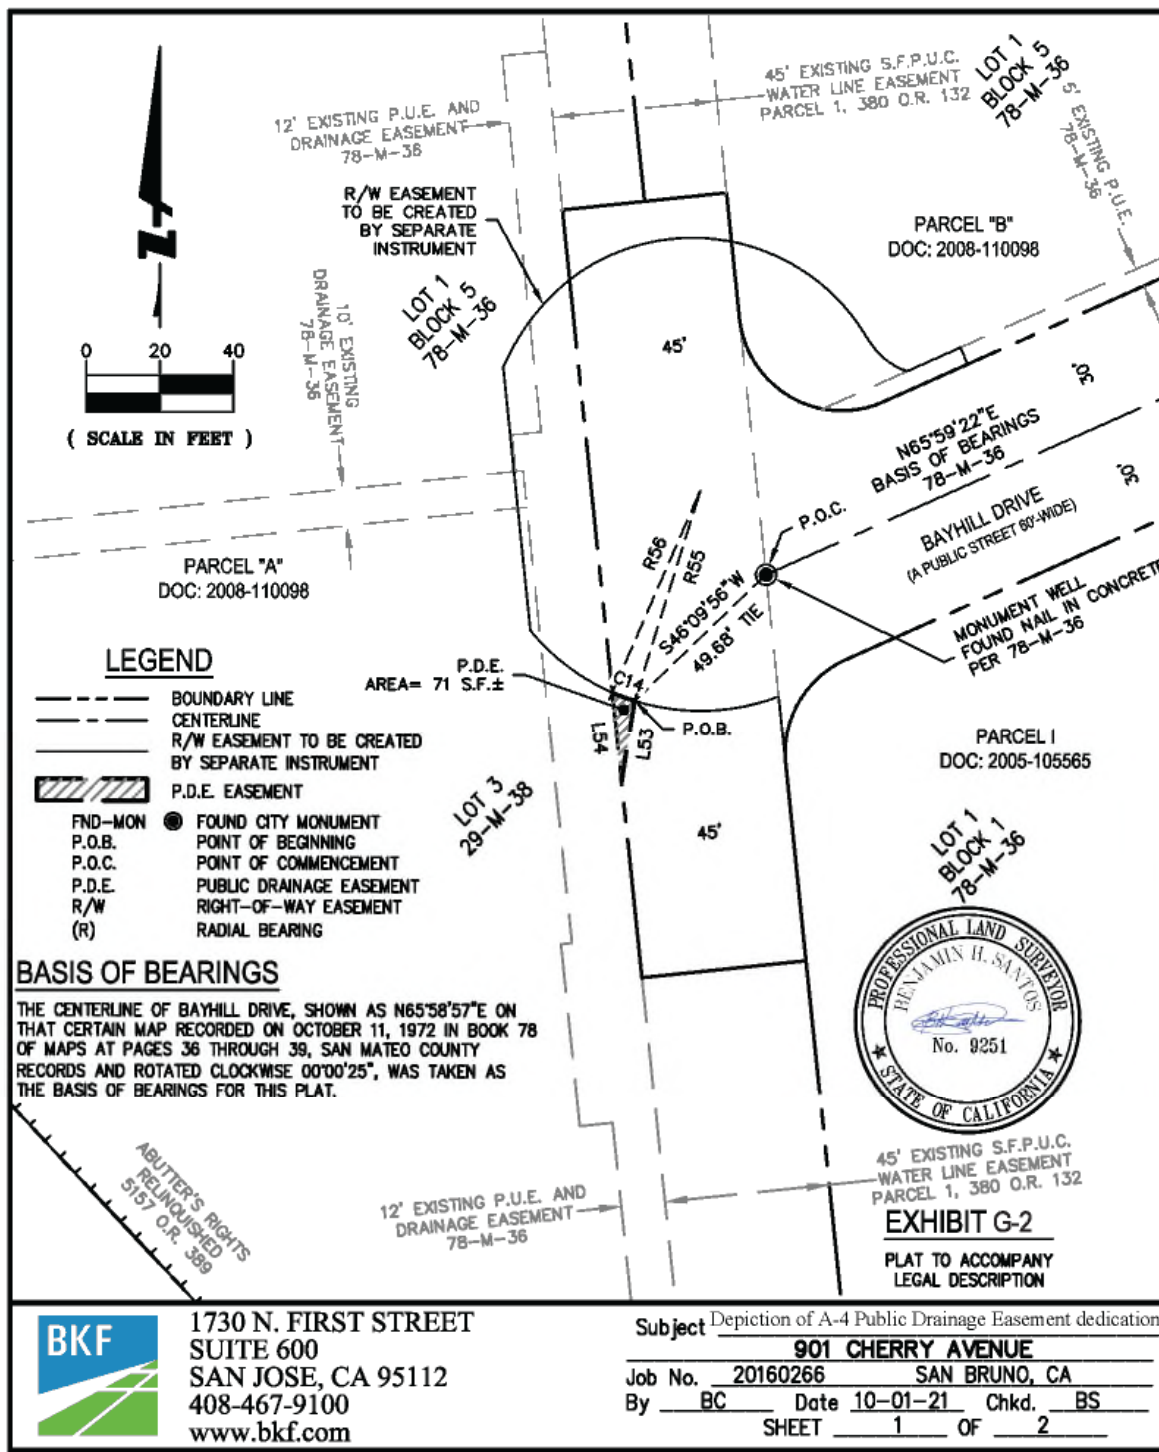 45' EXISTING S.F.P.U.C.
WATER LINE EASEMENT
PARCEL 1, 380 O.R. 132
LOT 1
BLOCK 5
78-M-36
5' EXISTING P.U.E.
78-M-36
12' EXISTING P.U.E. AND
DRAINAGE EASEMENT
78-M-36
R/W EASEMENT
TO BE CREATED
BY SEPARATE
INSTRUMENT
PARCEL "B"
DOC: 2008-110098
N
LOT 1
BLOCK 5
78-M-36
10' EXISTING
DRAINAGE EASEMENT
78-M-36
0 20 40
( SCALE IN FEET )
45'
30'
N65°59'22"E
BASIS OF BEARINGS
78-M-36
30'
P.O.C.
BAYHILL DRIVE
(A PUBLIC STREET 60'-WIDE)
R56
R55
S46°09'56"W
49.68' TIE
PARCEL "A"
DOC: 2008-110098
MONUMENT WELL
FOUND NAIL IN CONCRETE
PER 78-M-36
P.D.E.
AREA= 71 S.F.±
C14
P.O.B.
L54
L53
LEGEND
BOUNDARY LINE
CENTERLINE
R/W EASEMENT TO BE CREATED
BY SEPARATE INSTRUMENT
P.D.E. EASEMENT
FND-MON FOUND CITY MONUMENT
P.O.B. POINT OF BEGINNING
P.O.C. POINT OF COMMENCEMENT
P.D.E. PUBLIC DRAINAGE EASEMENT
R/W RIGHT-OF-WAY EASEMENT
(R) RADIAL BEARING
LOT 3
29-M-38
45'
PARCEL I
DOC: 2005-105565
LOT 1
BLOCK 1
78-M-36
BASIS OF BEARINGS
THE CENTERLINE OF BAYHILL DRIVE, SHOWN AS N65°58'57"E ON
THAT CERTAIN MAP RECORDED ON OCTOBER 11, 1972 IN BOOK 78
OF MAPS AT PAGES 36 THROUGH 39, SAN MATEO COUNTY
RECORDS AND ROTATED CLOCKWISE 00°00'25", WAS TAKEN AS
THE BASIS OF BEARINGS FOR THIS PLAT.
PROFESSIONAL LAND SURVEYOR
BENJAMIN H. SANTOS
No. 9251
STATE OF CALIFORNIA
ABUTTER'S RIGHTS
RELINQUISHED
5157 O.R. 389
12' EXISTING P.U.E. AND
DRAINAGE EASEMENT
78-M-36
45' EXISTING S.F.P.U.C.
WATER LINE EASEMENT
PARCEL 1, 380 O.R. 132
EXHIBIT G-2
PLAT TO ACCOMPANY
LEGAL DESCRIPTION
BKF
1730 N. FIRST STREET
SUITE 600
SAN JOSE, CA 95112
408-467-9100
www.bkf.com
Subject Depiction of A-4 Public Drainage Easement dedication
901 CHERRY AVENUE
Job No. 20160266 SAN BRUNO, CA
By BC Date 10-01-21 Chkd. BS
SHEET 1 OF 2